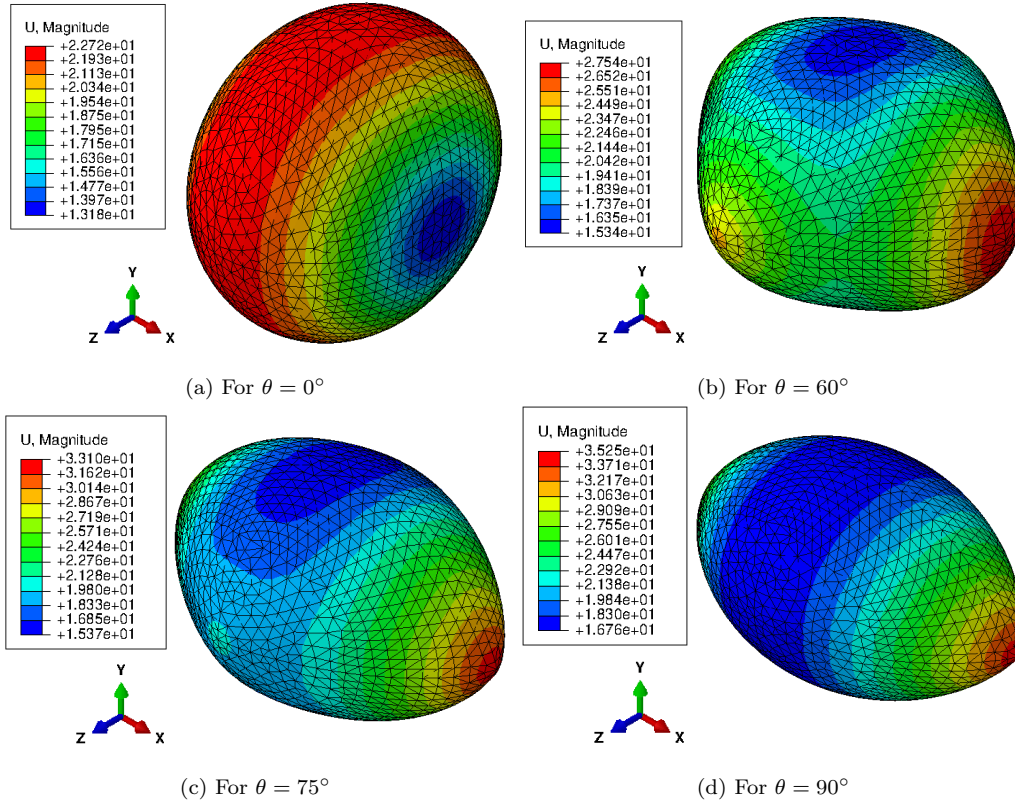 U, Magnitude
+2.272e+01
+2.193e+01
+2.113e+01
+2.034e+01
+1.954e+01
+1.875e+01
+1.795e+01
+1.715e+01
+1.636e+01
+1.556e+01
+1.477e+01
+1.397e+01
+1.318e+01
Y
Z
X
(a) For θ = 0°
U, Magnitude
+2.754e+01
+2.652e+01
+2.551e+01
+2.449e+01
+2.347e+01
+2.246e+01
+2.144e+01
+2.042e+01
+1.941e+01
+1.839e+01
+1.737e+01
+1.635e+01
+1.534e+01
Y
Z
X
(b) For θ = 60°
U, Magnitude
+3.310e+01
+3.162e+01
+3.014e+01
+2.867e+01
+2.719e+01
+2.571e+01
+2.424e+01
+2.276e+01
+2.128e+01
+1.980e+01
+1.833e+01
+1.685e+01
+1.537e+01
Y
Z
X
(c) For θ = 75°
U, Magnitude
+3.525e+01
+3.371e+01
+3.217e+01
+3.063e+01
+2.909e+01
+2.755e+01
+2.601e+01
+2.447e+01
+2.292e+01
+2.138e+01
+1.984e+01
+1.830e+01
+1.676e+01
Y
Z
X
(d) For θ = 90°